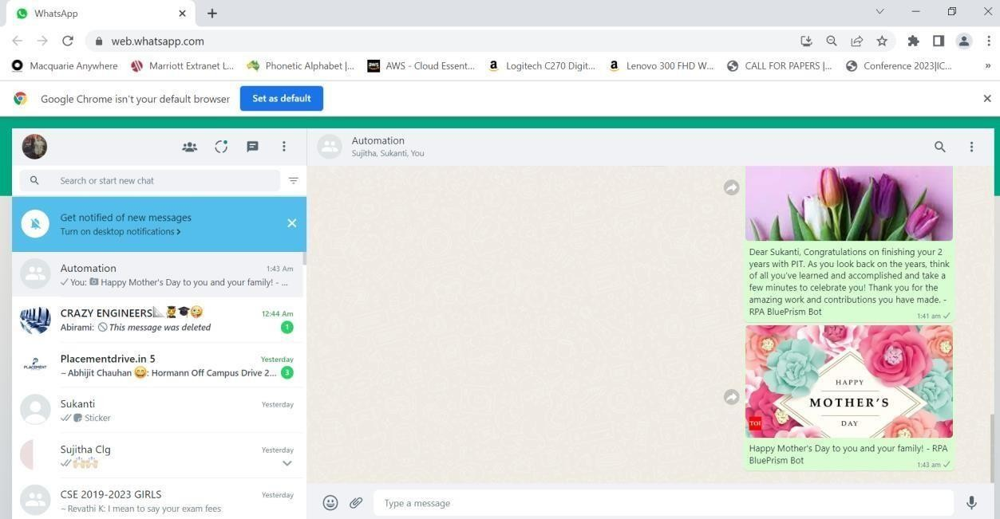 WhatsApp
web.whatsapp.com
Macquarie Anywhere
Marriott Extranet L...
Phonetic Alphabet |...
aws
AWS - Cloud Essent...
Logitech C270 Digit...
Lenovo 300 FHD W...
CALL FOR PAPERS |...
Conference 2023|IC...
Google Chrome isn't your default browser
Set as default
Automation
Sujitha, Sukanti, You
Search or start new chat
Get notified of new messages
Turn on desktop notifications >
Automation 1:43 Am
You: Happy Mother's Day to you and your family! - ...
CRAZY ENGINEERS📐👩‍🎓🎓🤪 12:44 Am
Abirami: 🚫 This message was deleted 1
PLACEMENT
Placementdrive.in 5 Yesterday
~ Abhijit Chauhan 😄: Hormann Off Campus Drive 2... 3
Sukanti Yesterday
Sticker
Sujitha Clg Yesterday
🙌🏻🙌🏻
CSE 2019-2023 GIRLS Yesterday
~ Revathi K: I mean to say your exam fees
Dear Sukanti, Congratulations on finishing your 2
years with PIT. As you look back on the years, think
of all you've learned and accomplished and take a
few minutes to celebrate you! Thank you for the
amazing work and contributions you have made. -
RPA BluePrism Bot
1:41 am
HAPPY
MOTHER'S
DAY
TOI
Happy Mother's Day to you and your family! - RPA
BluePrism Bot
1:43 am
Type a message